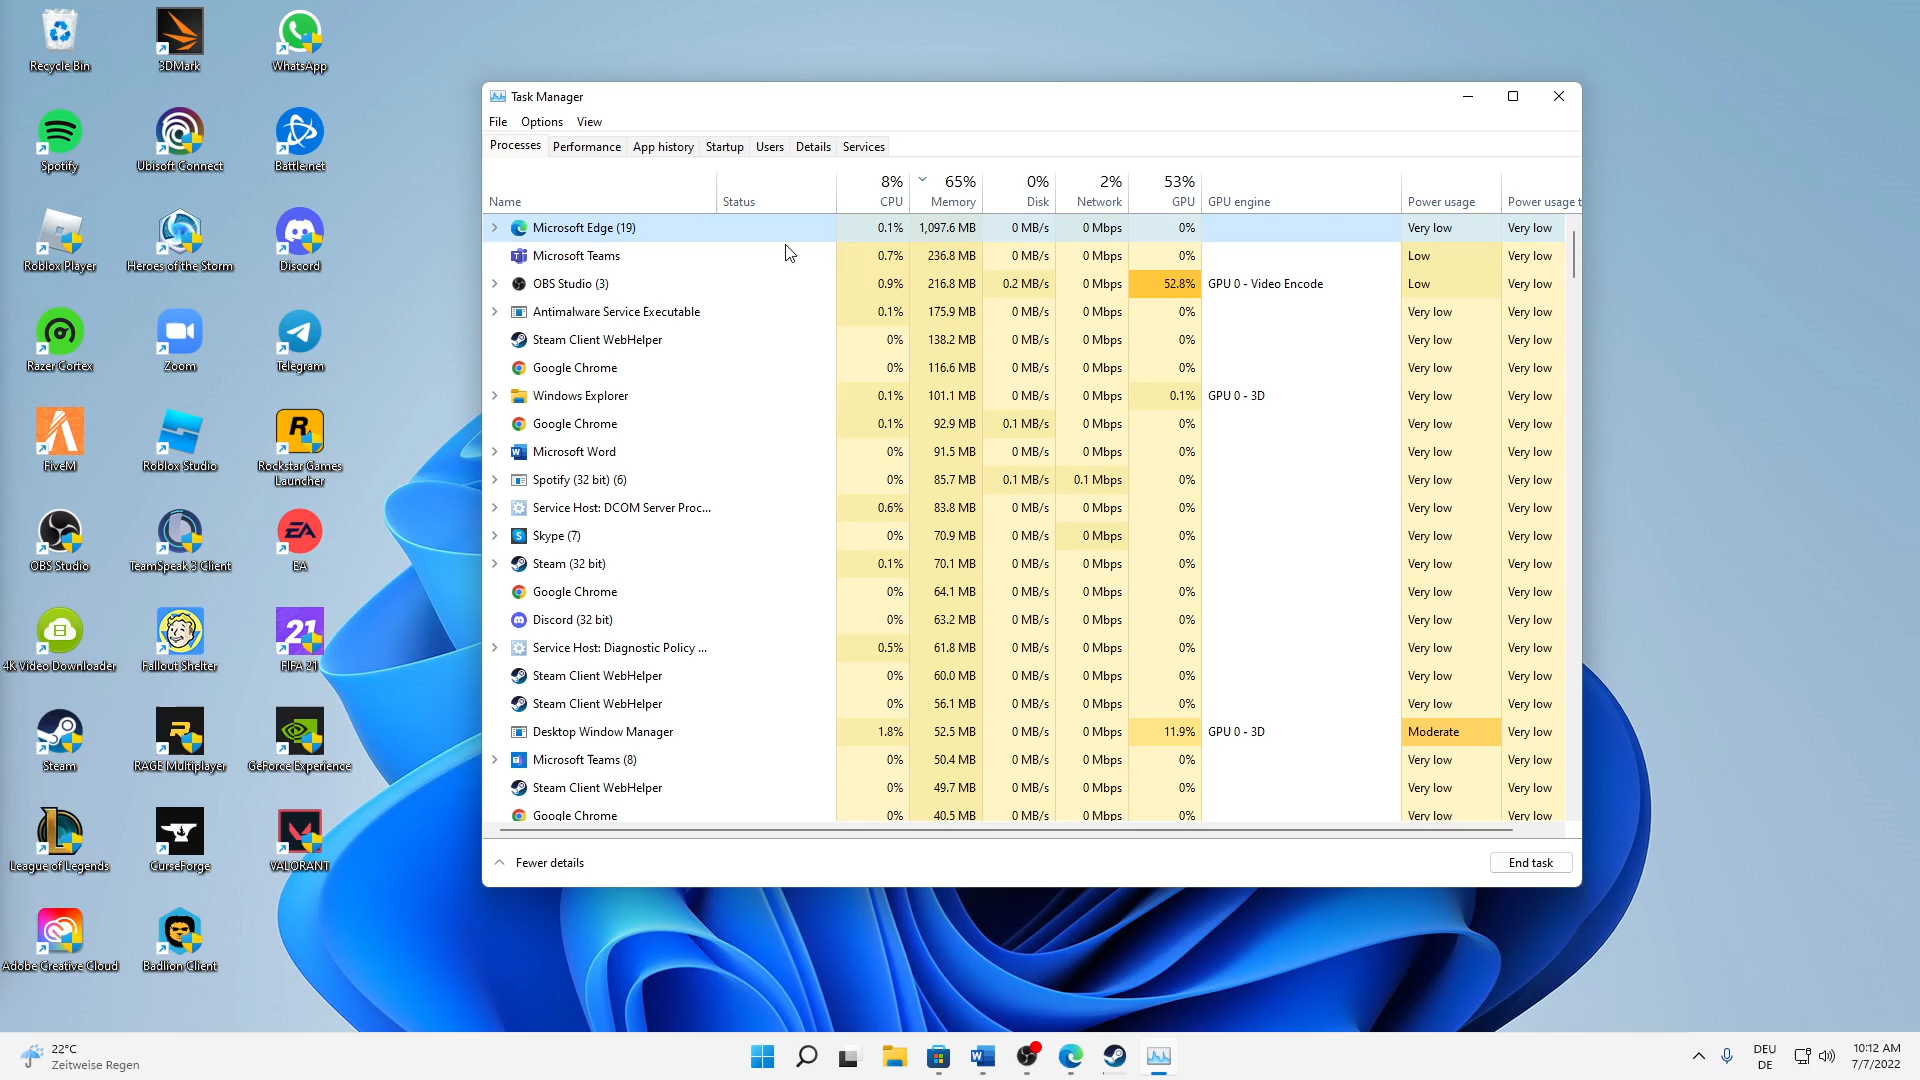 Recycle Bin
3DMark
WhatsApp
Spotify
Ubisoft Connect
Battle.net
Roblox Player
Heroes of the Storm
Discord
Razer Cortex
Zoom
Telegram
FiveM
Roblox Studio
Rockstar Games
Launcher
OBS Studio
TeamSpeak 3 Client
EA
4K Video Downloader
Fallout Shelter
FIFA 21
Steam
RAGE Multiplayer
GeForce Experience
League of Legends
CurseForge
VALORANT
Adobe Creative Cloud
Badlion Client
Task Manager
File Options View
Processes Performance App history Startup Users Details Services
8% 65% 0% 2% 53%
Name Status CPU Memory Disk Network GPU GPU engine Power usage Power usage t
Microsoft Edge (19) 0.1% 1,097.6 MB 0 MB/s 0 Mbps 0% Very low Very low
Microsoft Teams 0.7% 236.8 MB 0 MB/s 0 Mbps 0% Low Very low
OBS Studio (3) 0.9% 216.8 MB 0.2 MB/s 0 Mbps 52.8% GPU 0 - Video Encode Low Very low
Antimalware Service Executable 0.1% 175.9 MB 0 MB/s 0 Mbps 0% Very low Very low
Steam Client WebHelper 0% 138.2 MB 0 MB/s 0 Mbps 0% Very low Very low
Google Chrome 0% 116.6 MB 0 MB/s 0 Mbps 0% Very low Very low
Windows Explorer 0.1% 101.1 MB 0 MB/s 0 Mbps 0.1% GPU 0 - 3D Very low Very low
Google Chrome 0.1% 92.9 MB 0.1 MB/s 0 Mbps 0% Very low Very low
Microsoft Word 0% 91.5 MB 0 MB/s 0 Mbps 0% Very low Very low
Spotify (32 bit) (6) 0% 85.7 MB 0.1 MB/s 0.1 Mbps 0% Very low Very low
Service Host: DCOM Server Proc... 0.6% 83.8 MB 0 MB/s 0 Mbps 0% Very low Very low
Skype (7) 0% 70.9 MB 0 MB/s 0 Mbps 0% Very low Very low
Steam (32 bit) 0.1% 70.1 MB 0 MB/s 0 Mbps 0% Very low Very low
Google Chrome 0% 64.1 MB 0 MB/s 0 Mbps 0% Very low Very low
Discord (32 bit) 0% 63.2 MB 0 MB/s 0 Mbps 0% Very low Very low
Service Host: Diagnostic Policy ... 0.5% 61.8 MB 0 MB/s 0 Mbps 0% Very low Very low
Steam Client WebHelper 0% 60.0 MB 0 MB/s 0 Mbps 0% Very low Very low
Steam Client WebHelper 0% 56.1 MB 0 MB/s 0 Mbps 0% Very low Very low
Desktop Window Manager 1.8% 52.5 MB 0 MB/s 0 Mbps 11.9% GPU 0 - 3D Moderate Very low
Microsoft Teams (8) 0% 50.4 MB 0 MB/s 0 Mbps 0% Very low Very low
Steam Client WebHelper 0% 49.7 MB 0 MB/s 0 Mbps 0% Very low Very low
Google Chrome 0% 40.5 MB 0 MB/s 0 Mbps 0% Very low Very low
Fewer details End task
22°C
Zeitweise Regen
DEU
DE
10:12 AM
7/7/2022